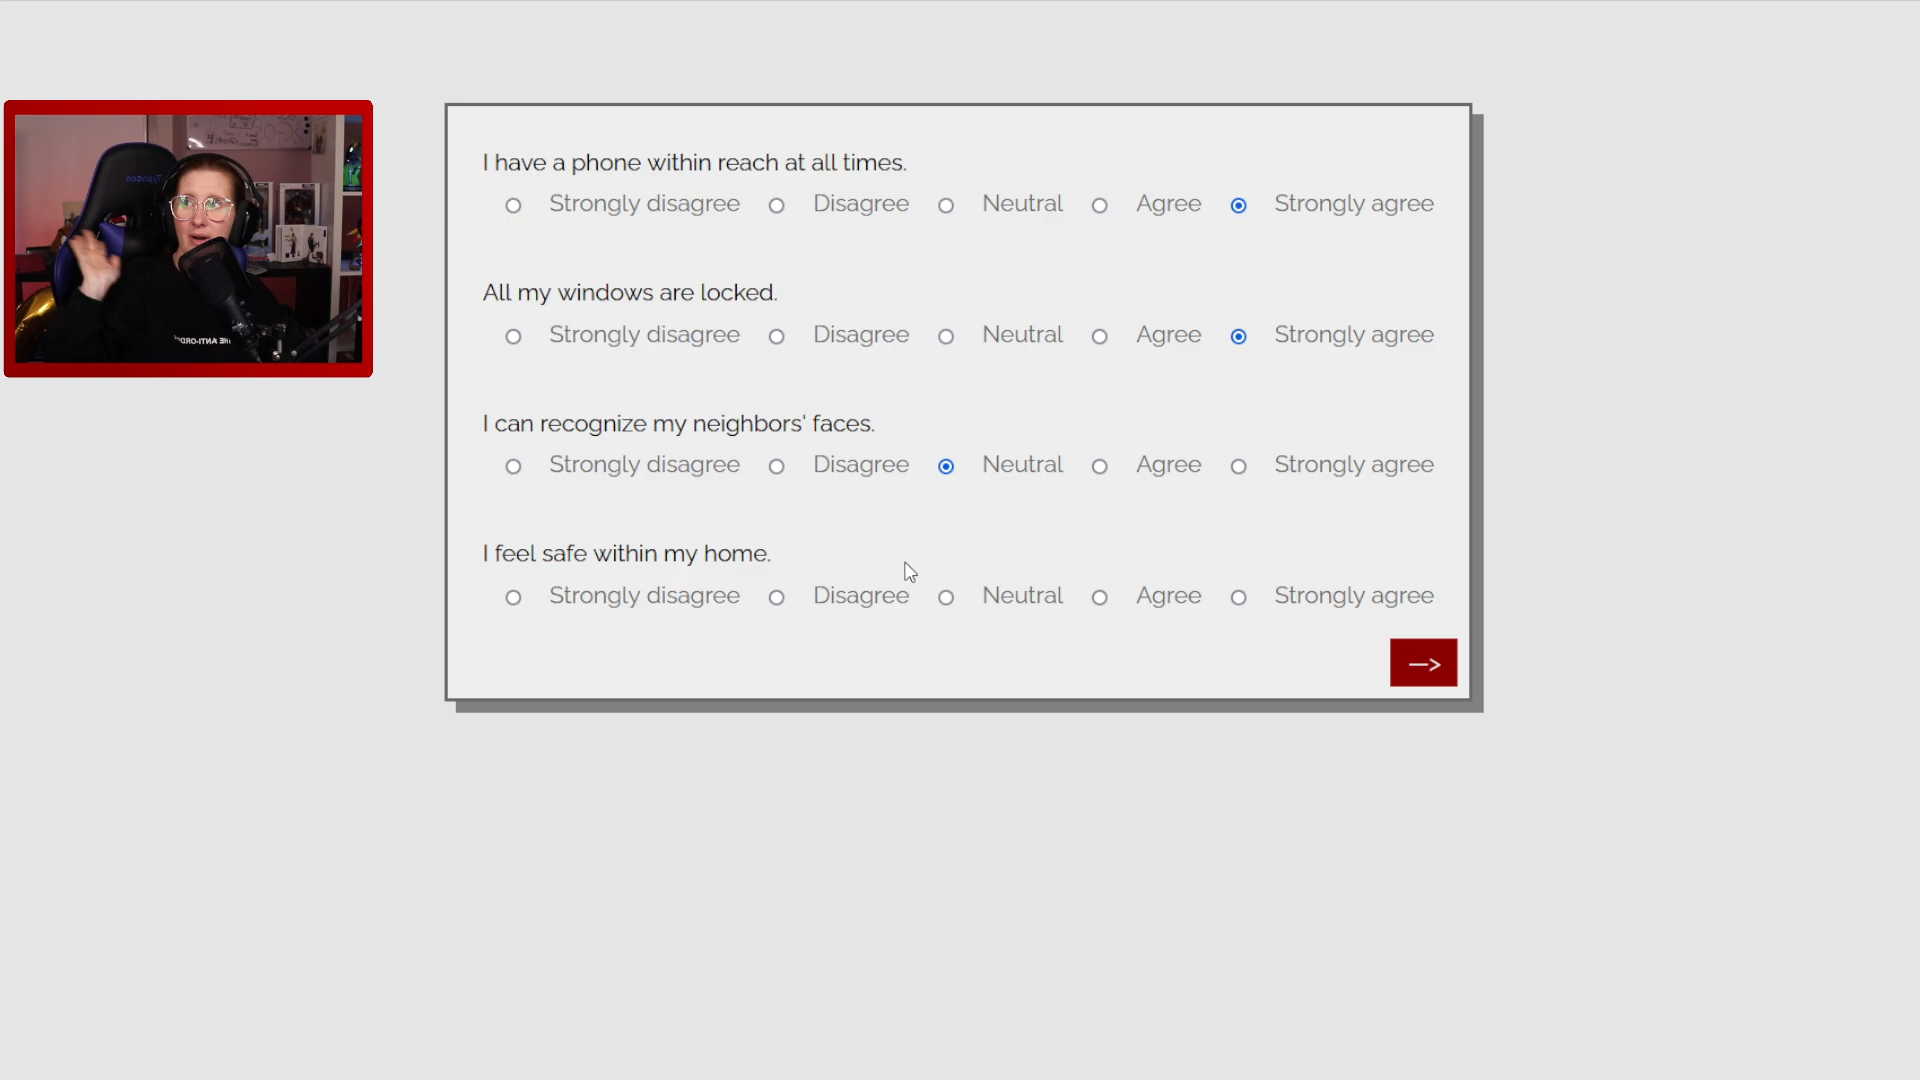 I have a phone within reach at all times.
Strongly disagree Disagree Neutral Agree Strongly agree
All my windows are locked.
Strongly disagree Disagree Neutral Agree Strongly agree
I can recognize my neighbors' faces.
Strongly disagree Disagree Neutral Agree Strongly agree
I feel safe within my home.
Strongly disagree Disagree Neutral Agree Strongly agree
-->